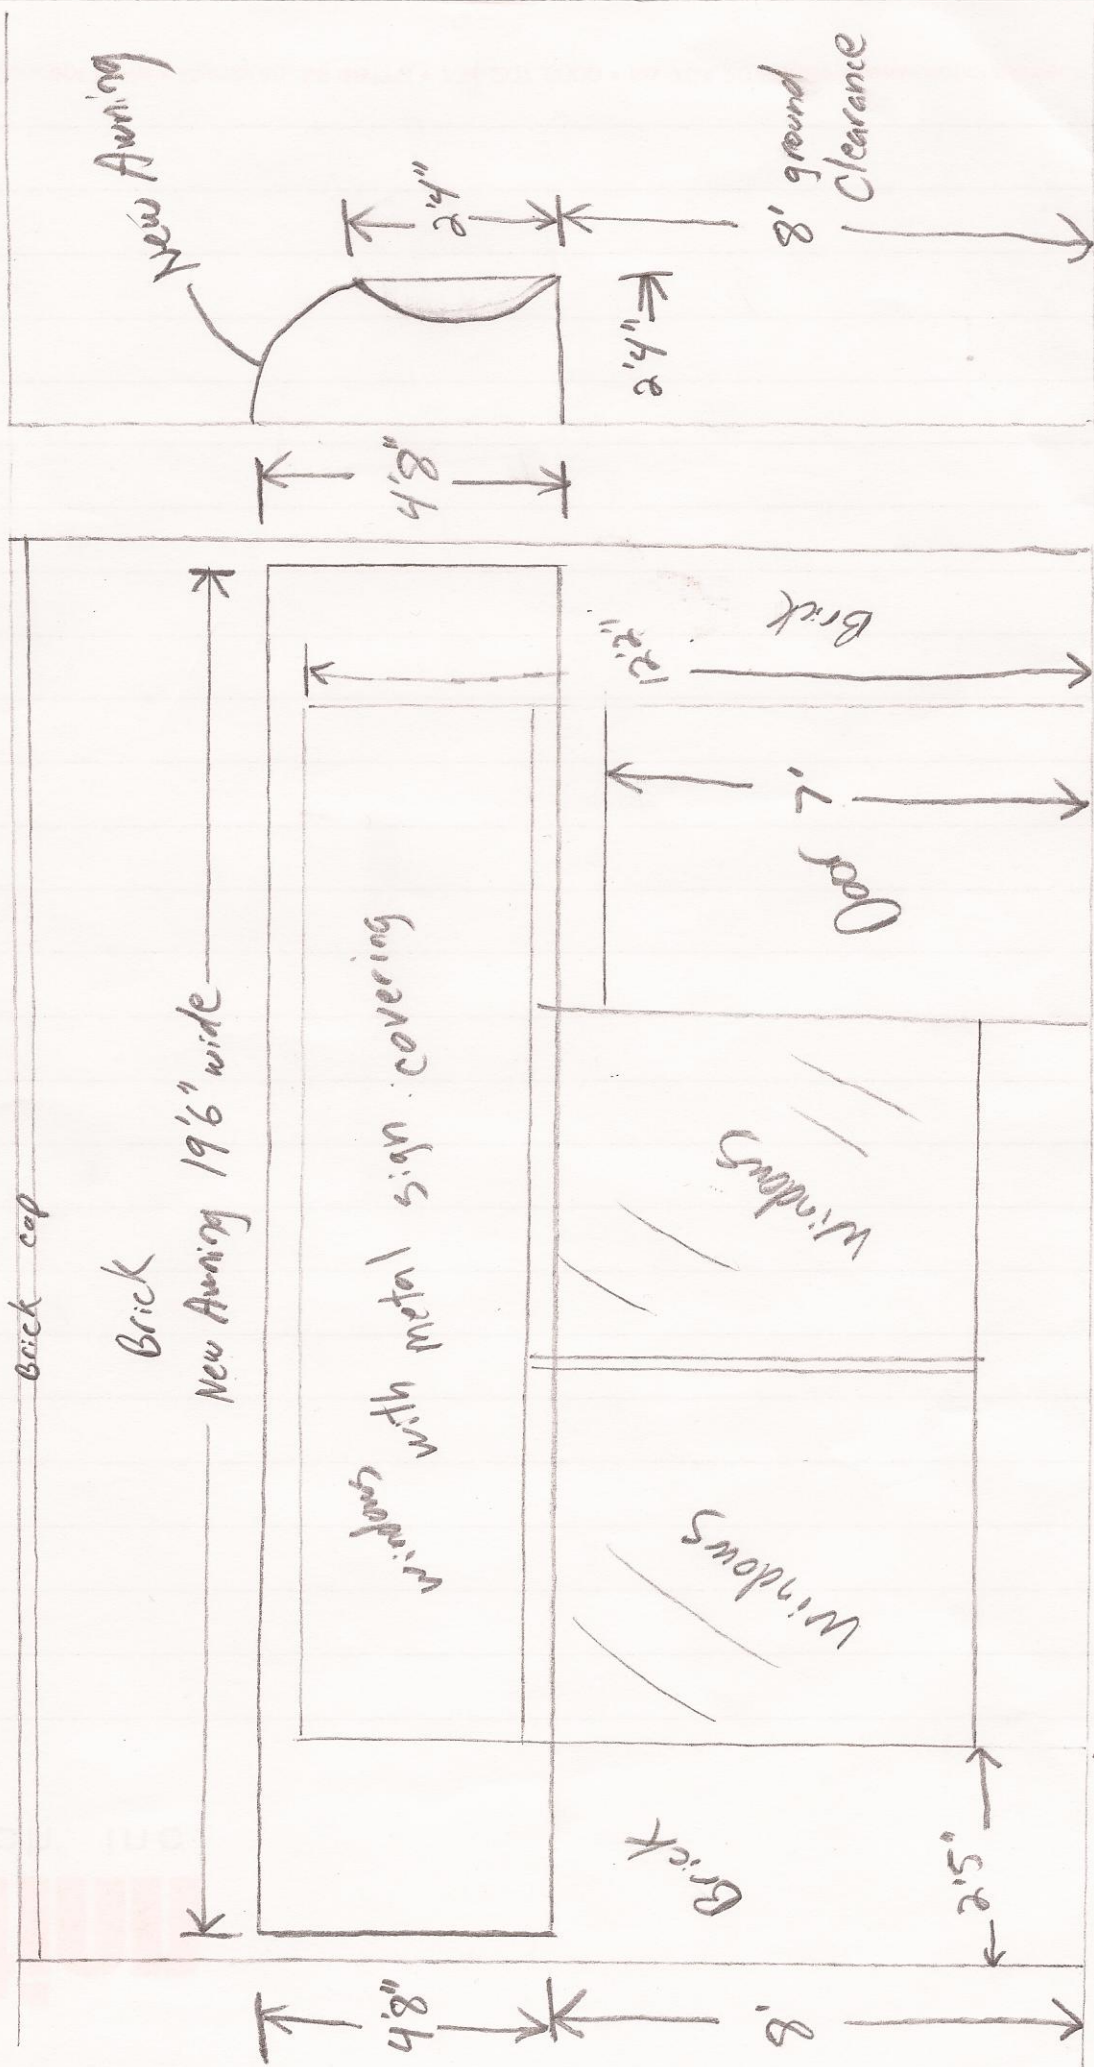 Brick cap
Brick
New Awning 19'6" wide
windows with metal sign covering
4'8"
8'
Brick
2'5"
Windows
Windows
Door 7'
12'2"
Brick
New Awning
4'8"
2'4"
2'4"
8' ground
Clearance